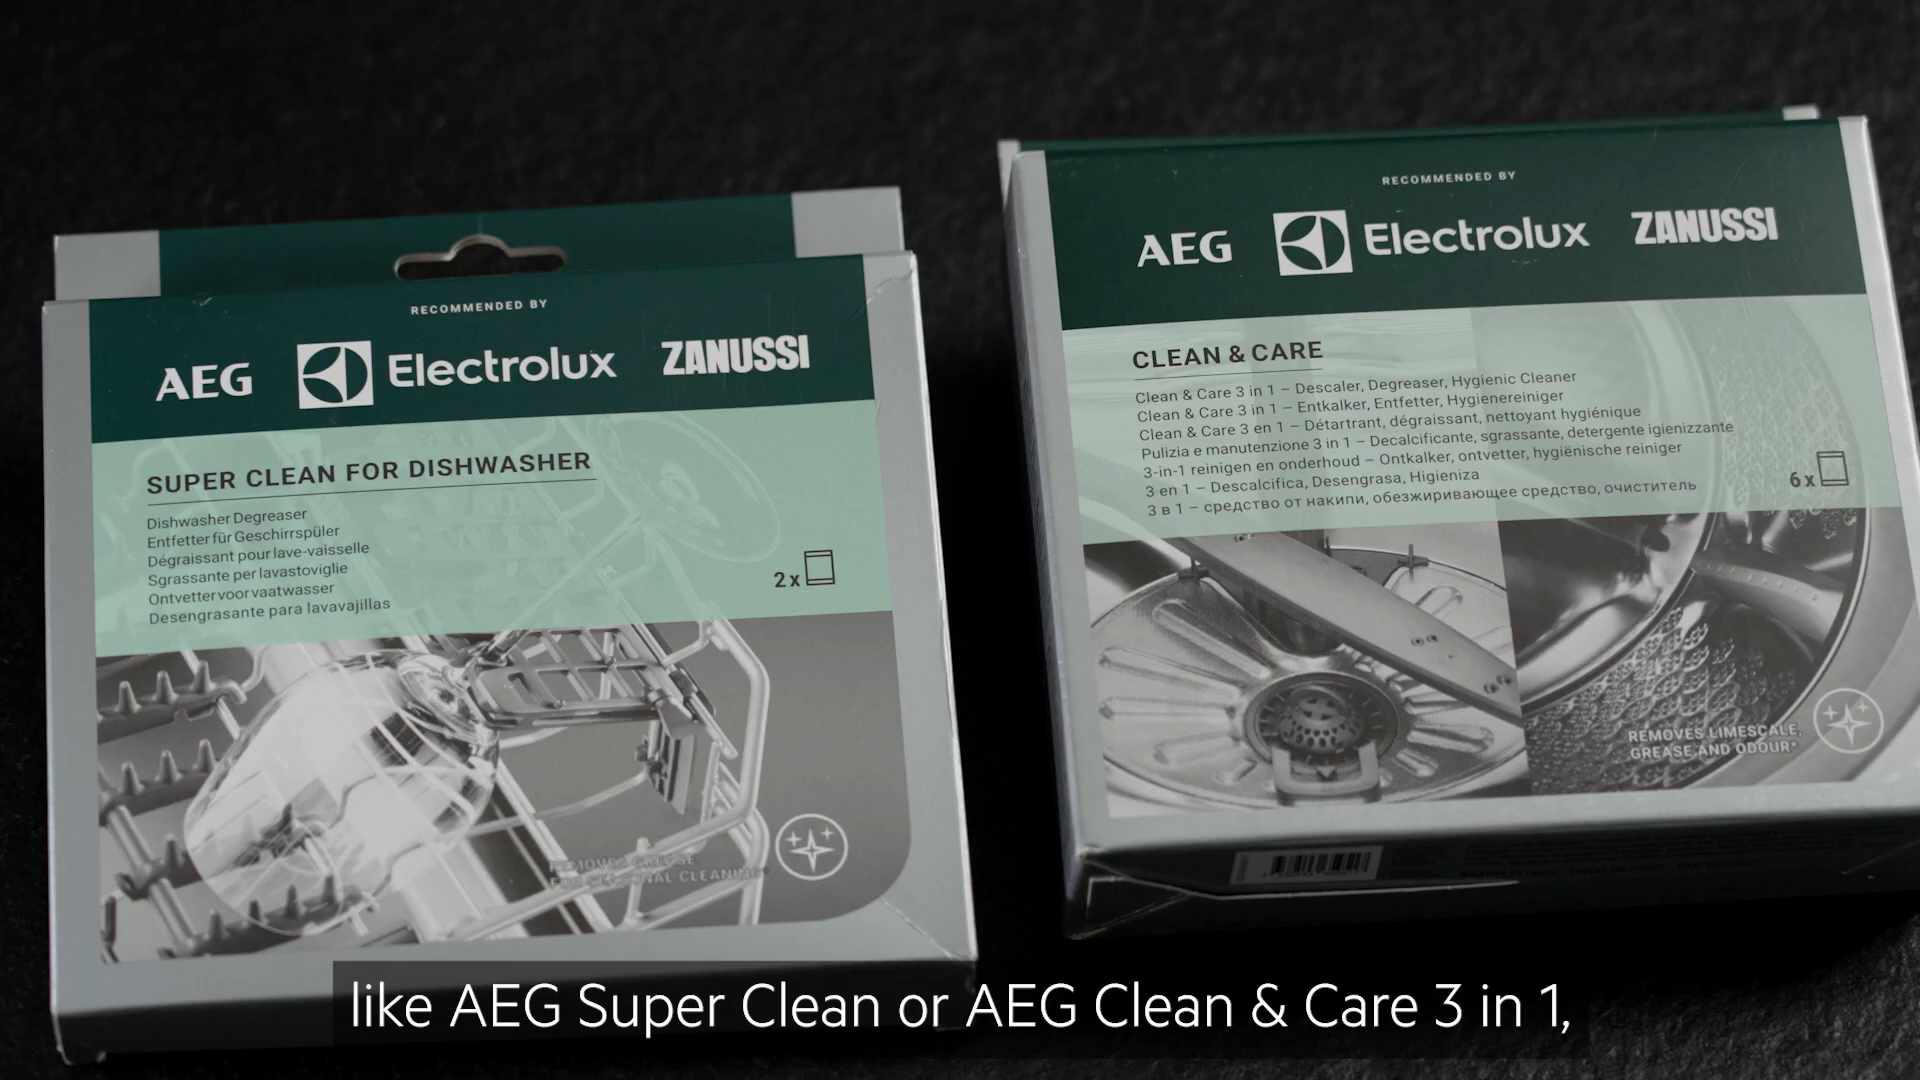 RECOMMENDED BY
AEG Electrolux ZANUSSI
SUPER CLEAN FOR DISHWASHER
Dishwasher Degreaser
Entfetter für Geschirrspüler
Dégraissant pour lave-vaisselle
Sgrassante per lavastoviglie
Ontvetter voor vaatwasser
Desengrasante para lavavajillas
2 x
REMOVES GREASE
FOR SEASONAL CLEANING*
RECOMMENDED BY
AEG Electrolux ZANUSSI
CLEAN & CARE
Clean & Care 3 in 1 – Descaler, Degreaser, Hygienic Cleaner
Clean & Care 3 in 1 – Entkalker, Entfetter, Hygienereiniger
Clean & Care 3 en 1 – Détartrant, dégraissant, nettoyant hygiénique
Pulizia e manutenzione 3 in 1 – Decalcificante, sgrassante, detergente igienizzante
3-in-1 reinigen en onderhoud – Ontkalker, ontvetter, hygiënische reiniger
3 en 1 – Descalcifica, Desengrasa, Higieniza
3 в 1 – средство от накипи, обезжиривающее средство, очиститель
6 x
REMOVES LIMESCALE,
GREASE AND ODOUR*
like AEG Super Clean or AEG Clean & Care 3 in 1,